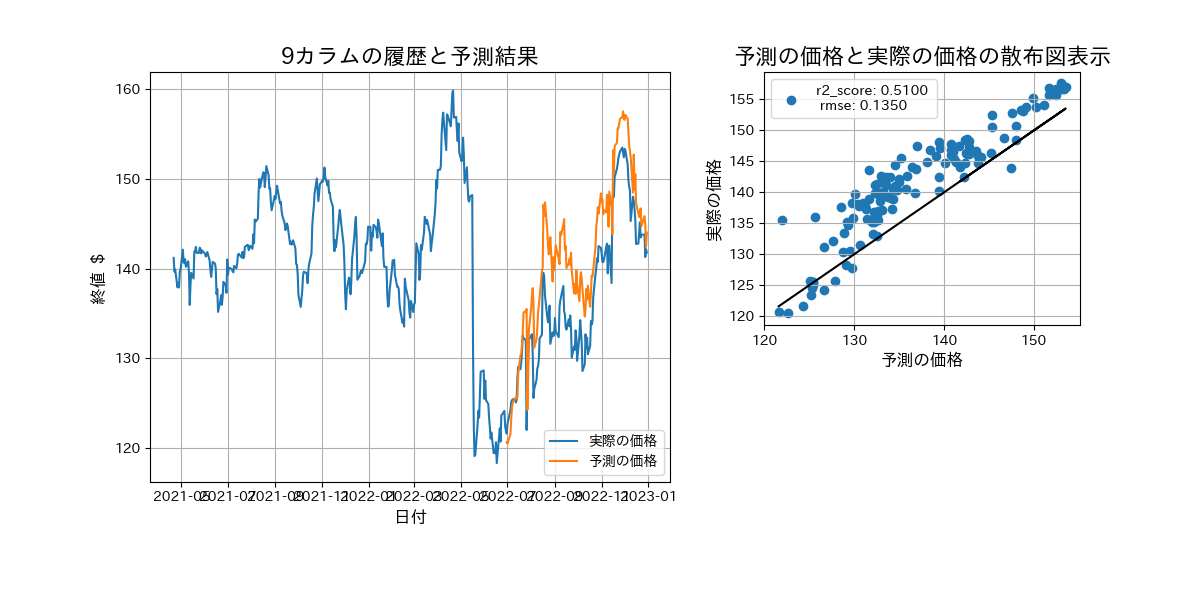 9カラムの履歴と予測結果
160
150
140
130
120
終値 $
2021-05 2021-07 2021-09 2021-11 2022-01 2022-03 2022-05 2022-07 2022-09 2022-11 2023-01
日付
実際の価格
予測の価格
予測の価格と実際の価格の散布図表示
r2_score: 0.5100
rmse: 0.1350
155
150
145
140
135
130
125
120
実際の価格
120 130 140 150
予測の価格